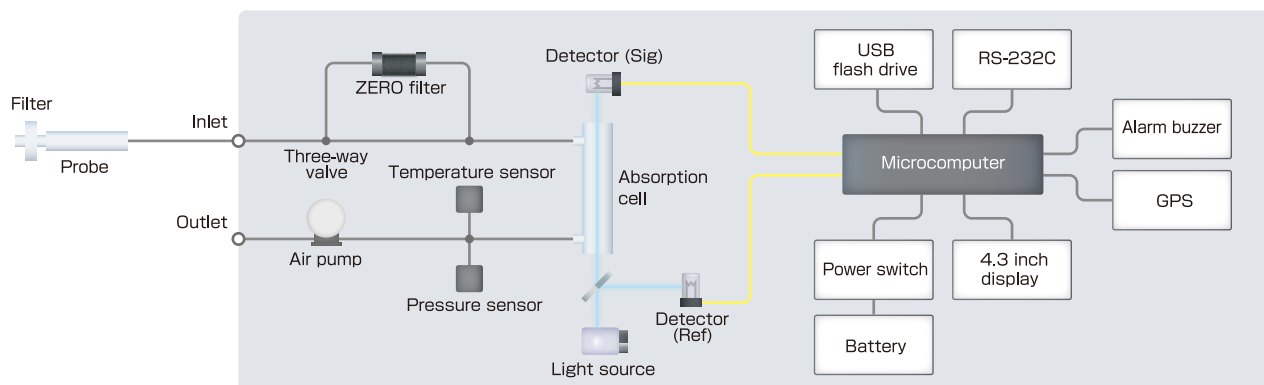 Filter
Probe
Inlet
Outlet
ZERO filter
Three-way
valve
Temperature sensor
Air pump
Pressure sensor
Detector (Sig)
Absorption
cell
Detector
(Ref)
Light source
USB
flash drive
RS-232C
Microcomputer
Alarm buzzer
GPS
Power switch
4.3 inch
display
Battery